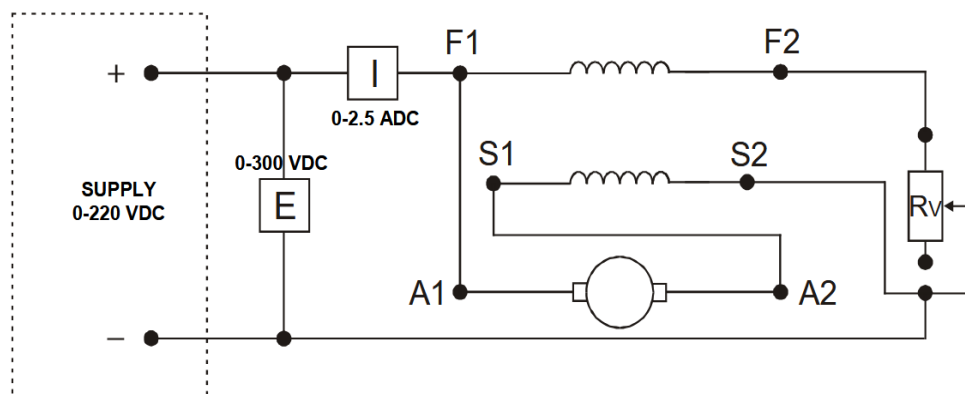 F1
F2
+
I
0-2.5 ADC
0-300 VDC
S1
S2
SUPPLY
0-220 VDC
E
RV
A1
A2
−